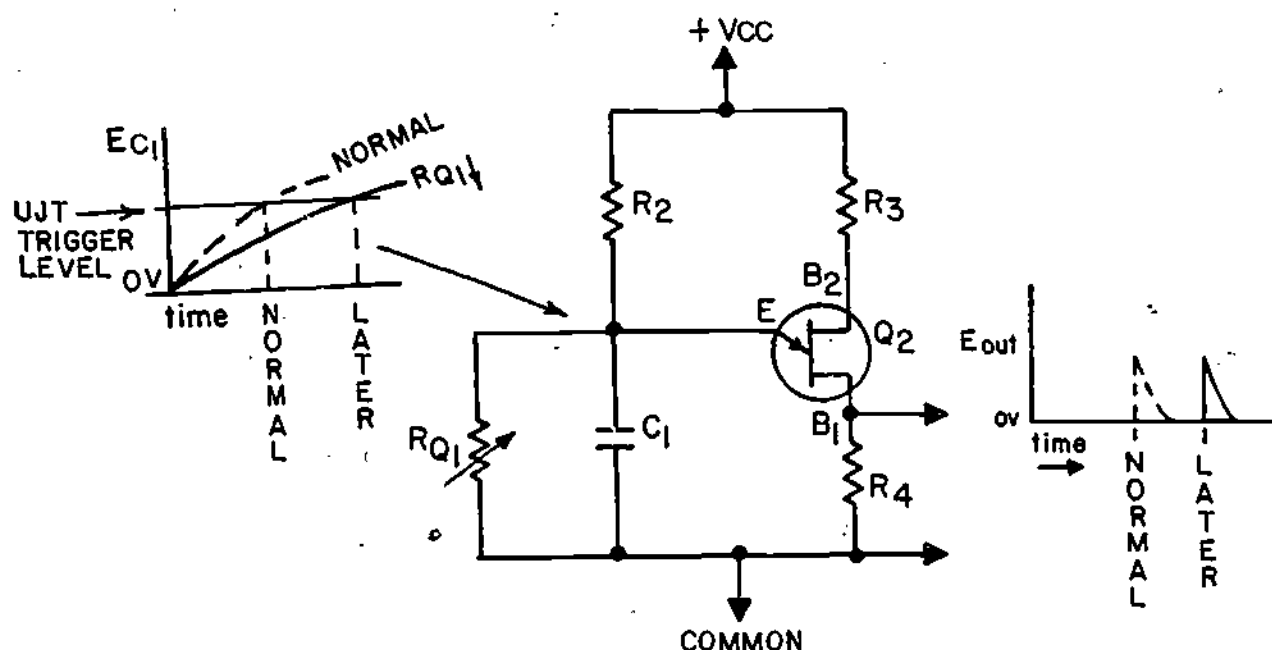 + VCC
EC1
NORMAL
RQ1↓
UJT
TRIGGER
LEVEL
0V
time
NORMAL
LATER
R2
R3
B2
E
Q2
B1
RQ1
C1
R4
COMMON
Eout
0V
time
NORMAL
LATER